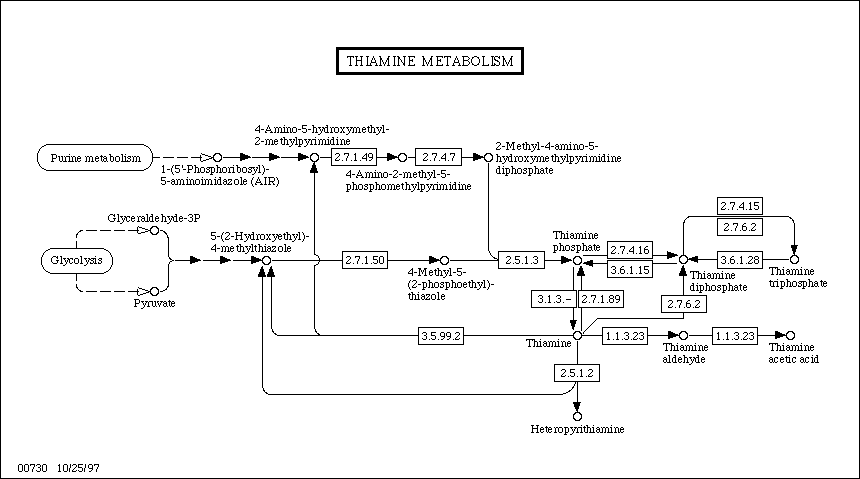 THIAMINE METABOLISM
4-Amino-5-hydroxymethyl-
2-methylpyrimidine
Purine metabolism
2.7.1.49
2.7.4.7
2-Methyl-4-amino-5-
hydroxymethylpyrimidine
diphosphate
1-(5'-Phosphoribosyl)-
5-aminoimidazole (AIR)
4-Amino-2-methyl-5-
phosphomethylpyrimidine
Glyceraldehyde-3P
5-(2-Hydroxyethyl)-
4-methylthiazole
Glycolysis
Pyruvate
2.7.1.50
4-Methyl-5-
(2-phosphoethyl)-
thiazole
2.5.1.3
Thiamine
phosphate
2.7.4.16
3.6.1.15
2.7.4.15
2.7.6.2
3.6.1.28
Thiamine
diphosphate
Thiamine
triphosphate
3.1.3.-
2.7.1.89
2.7.6.2
3.5.99.2
Thiamine
1.1.3.23
Thiamine
aldehyde
1.1.3.23
Thiamine
acetic acid
2.5.1.2
Heteropyrithiamine
00730 10/25/97